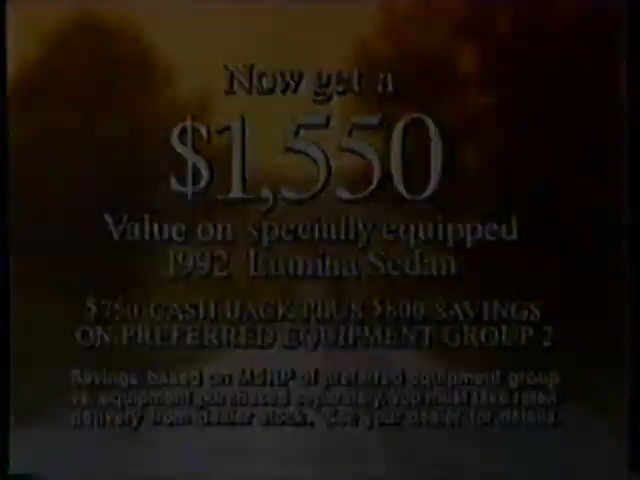 Now get a
$1,550
Value on specially equipped
1992 Lumina Sedan
$750 CASH BACK PLUS $800 SAVINGS
ON PREFERRED EQUIPMENT GROUP 2
Savings based on MSRP of preferred equipment group
vs. equipment purchased separately. You must take retail
delivery from dealer stock. See your dealer for details.